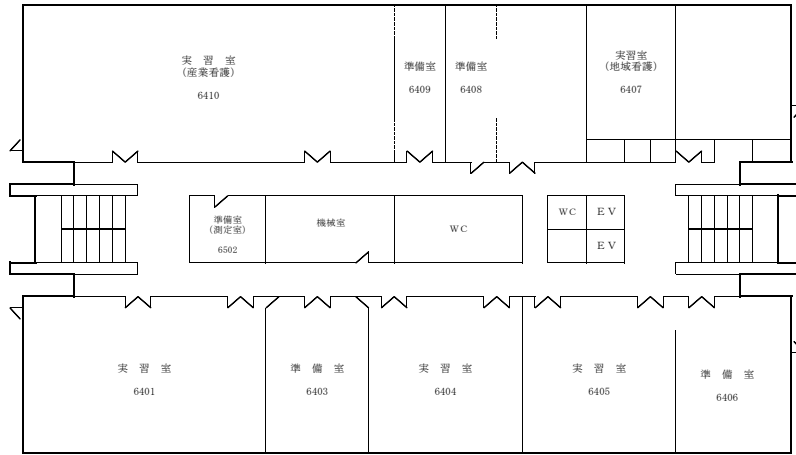 実　習　室
（産業看護）
6410
準備室
6409
準備室
6408
実習室
（地域看護）
6407
準備室
（測定室）
6502
機械室
ＷＣ
ＷＣ
ＥＶ
ＥＶ
実　習　室
6401
準　備　室
6403
実　習　室
6404
実　習　室
6405
準　備　室
6406